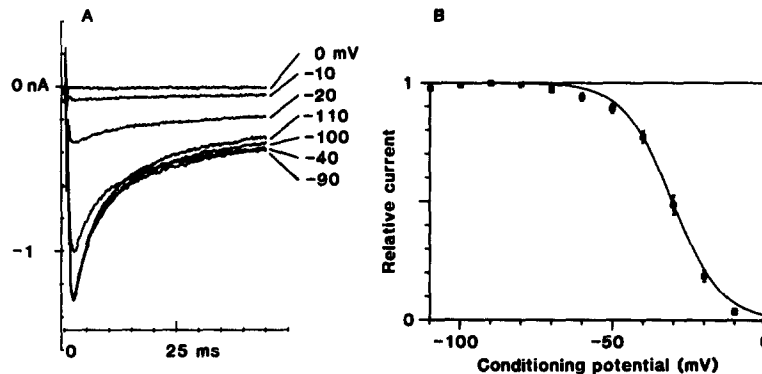 A
0 mV
-10
-20
-110
-100
-40
-90
0 nA
-1
0
25 ms
B
1
Relative current
0
-100
-50
0
Conditioning potential (mV)